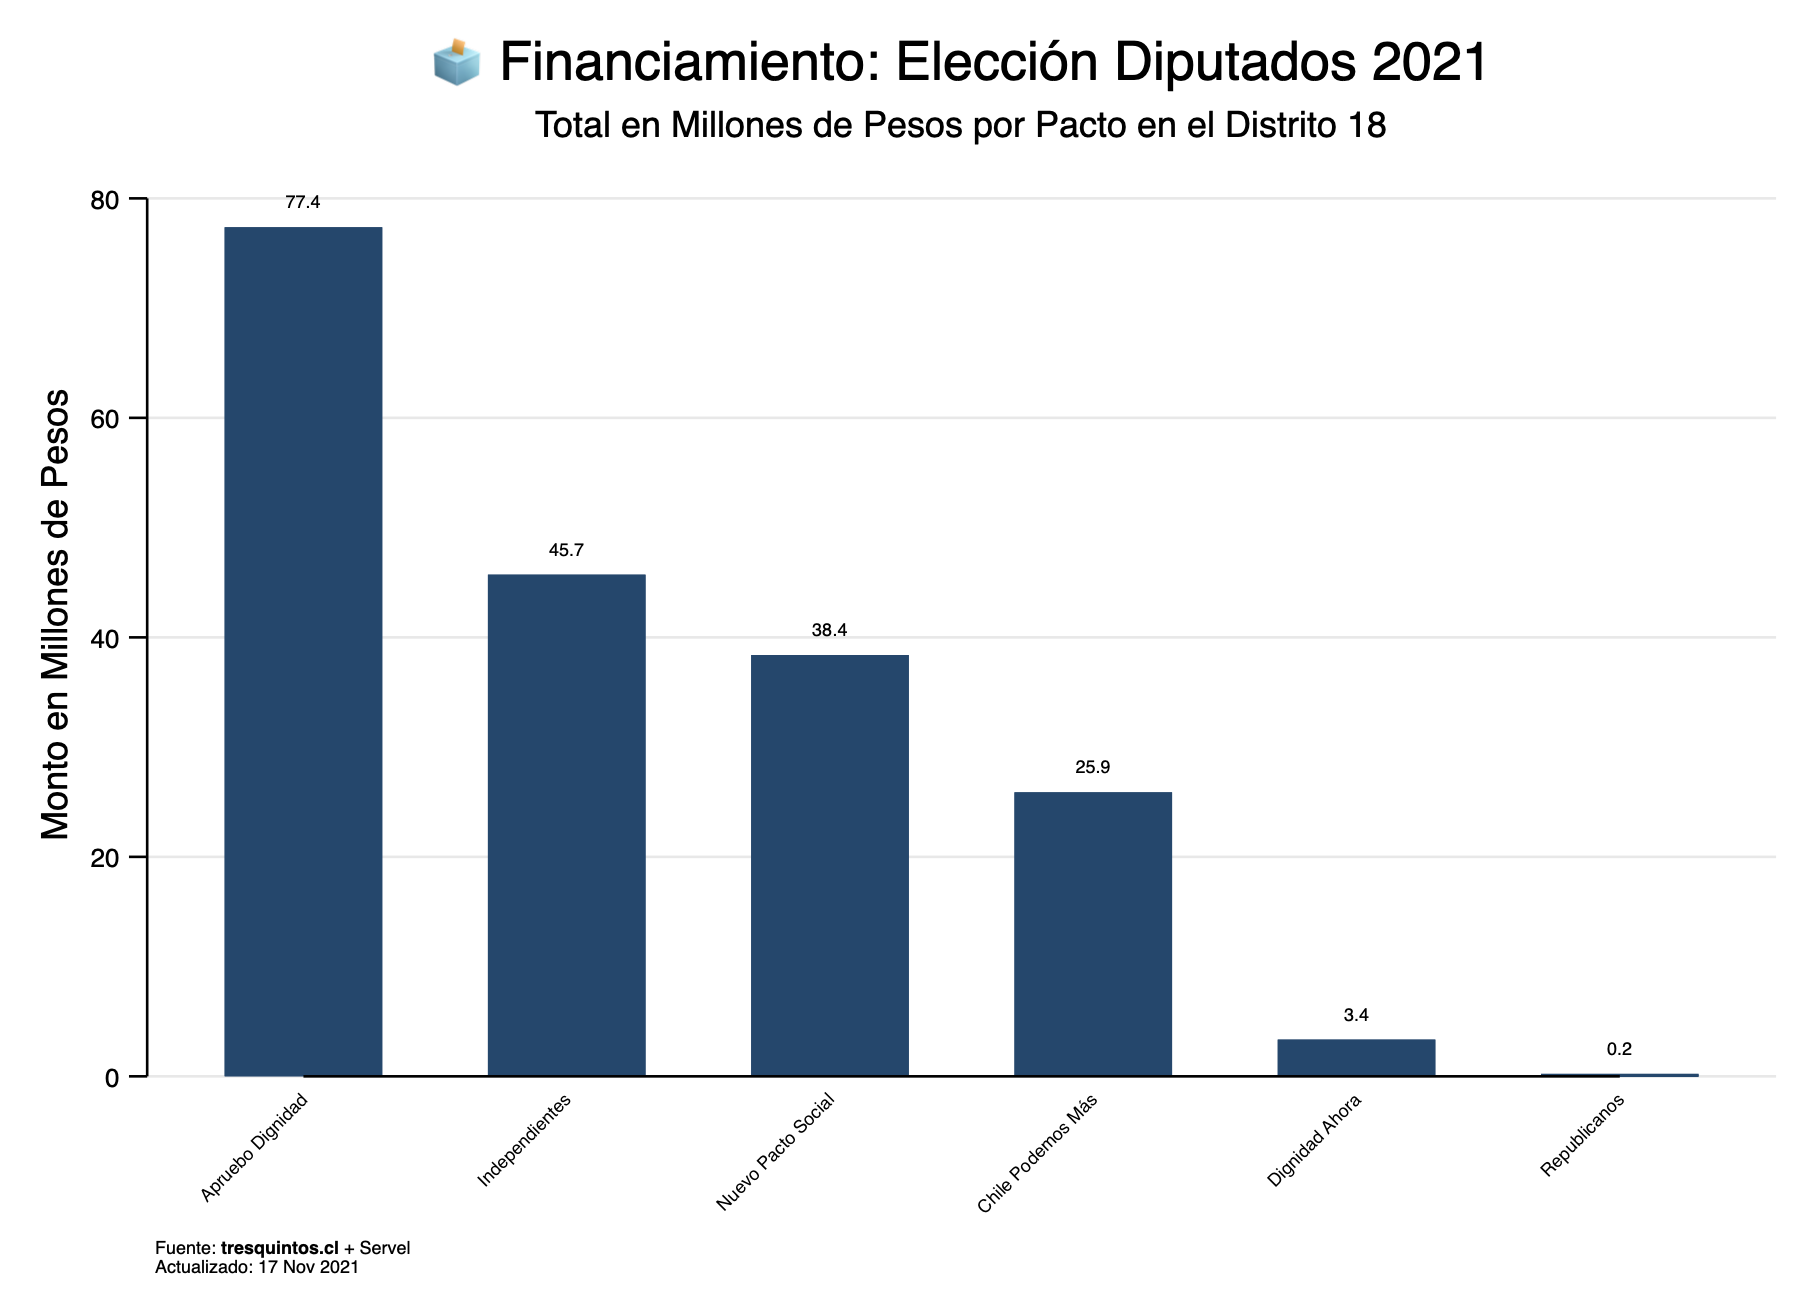 Financiamiento: Elección Diputados 2021
Total en Millones de Pesos por Pacto en el Distrito 18
Monto en Millones de Pesos
80
60
40
20
0
77.4
45.7
38.4
25.9
3.4
0.2
Apruebo Dignidad
Independientes
Nuevo Pacto Social
Chile Podemos Más
Dignidad Ahora
Republicanos
Fuente: tresquintos.cl + Servel
Actualizado: 17 Nov 2021